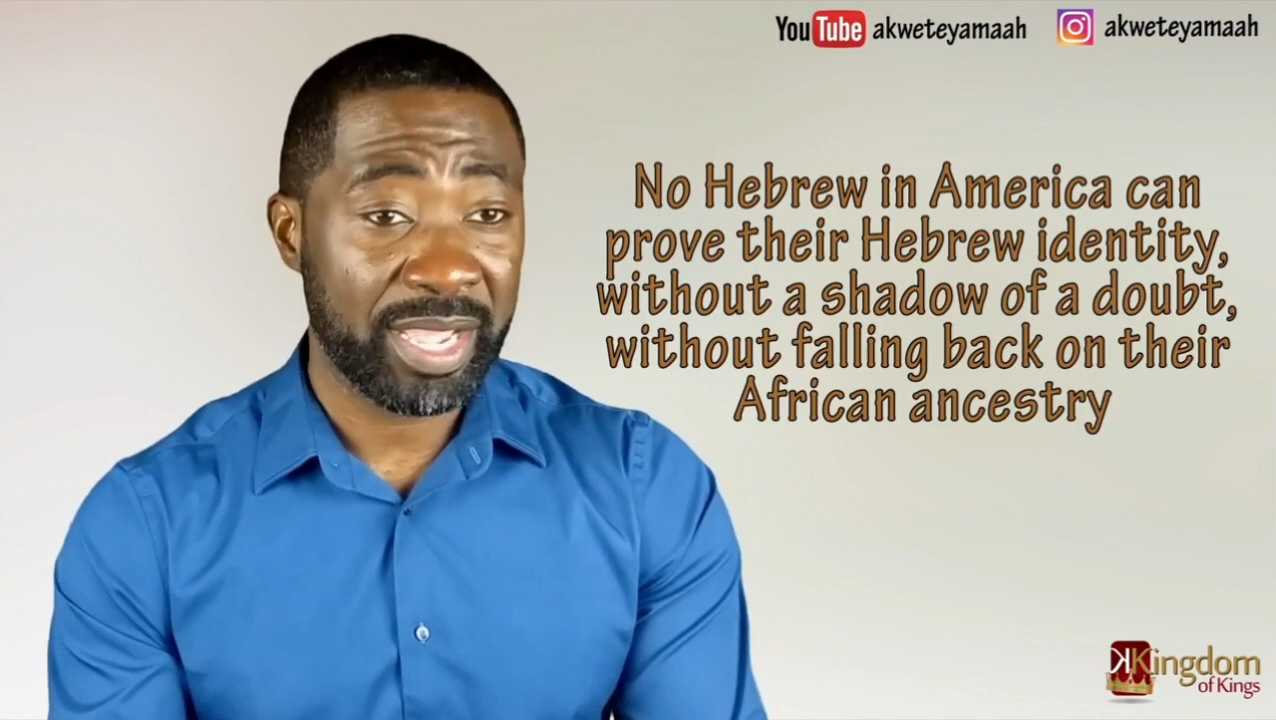 YouTube akweteyamaah akweteyamaah
No Hebrew in America can
prove their Hebrew identity,
without a shadow of a doubt,
without falling back on their
African ancestry
KKingdom
of Kings